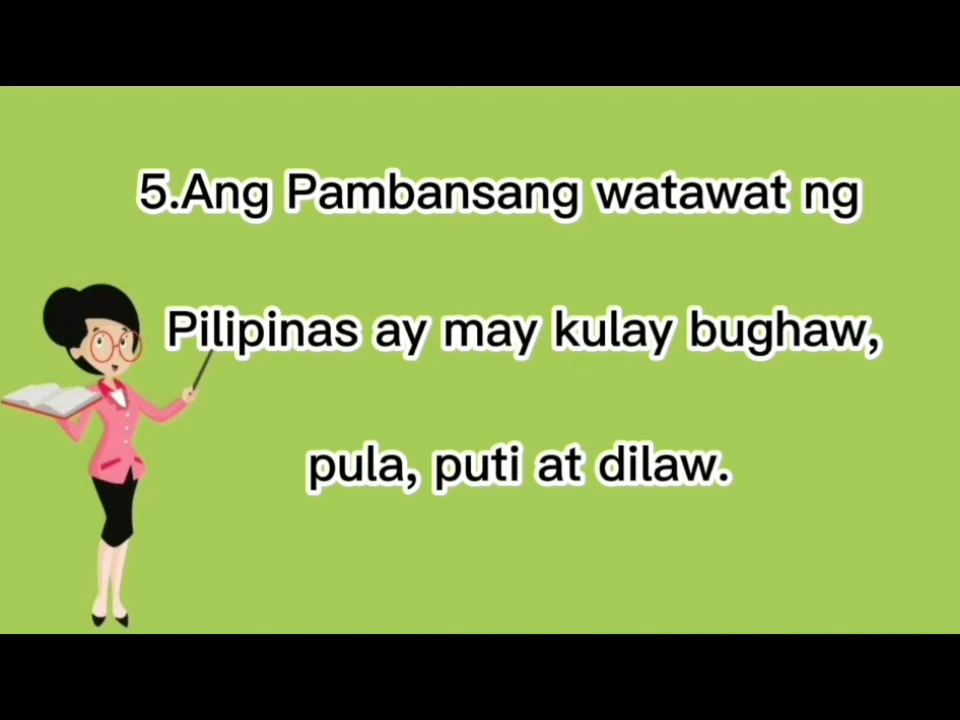 5.Ang Pambansang watawat ng
Pilipinas ay may kulay bughaw,
pula, puti at dilaw.